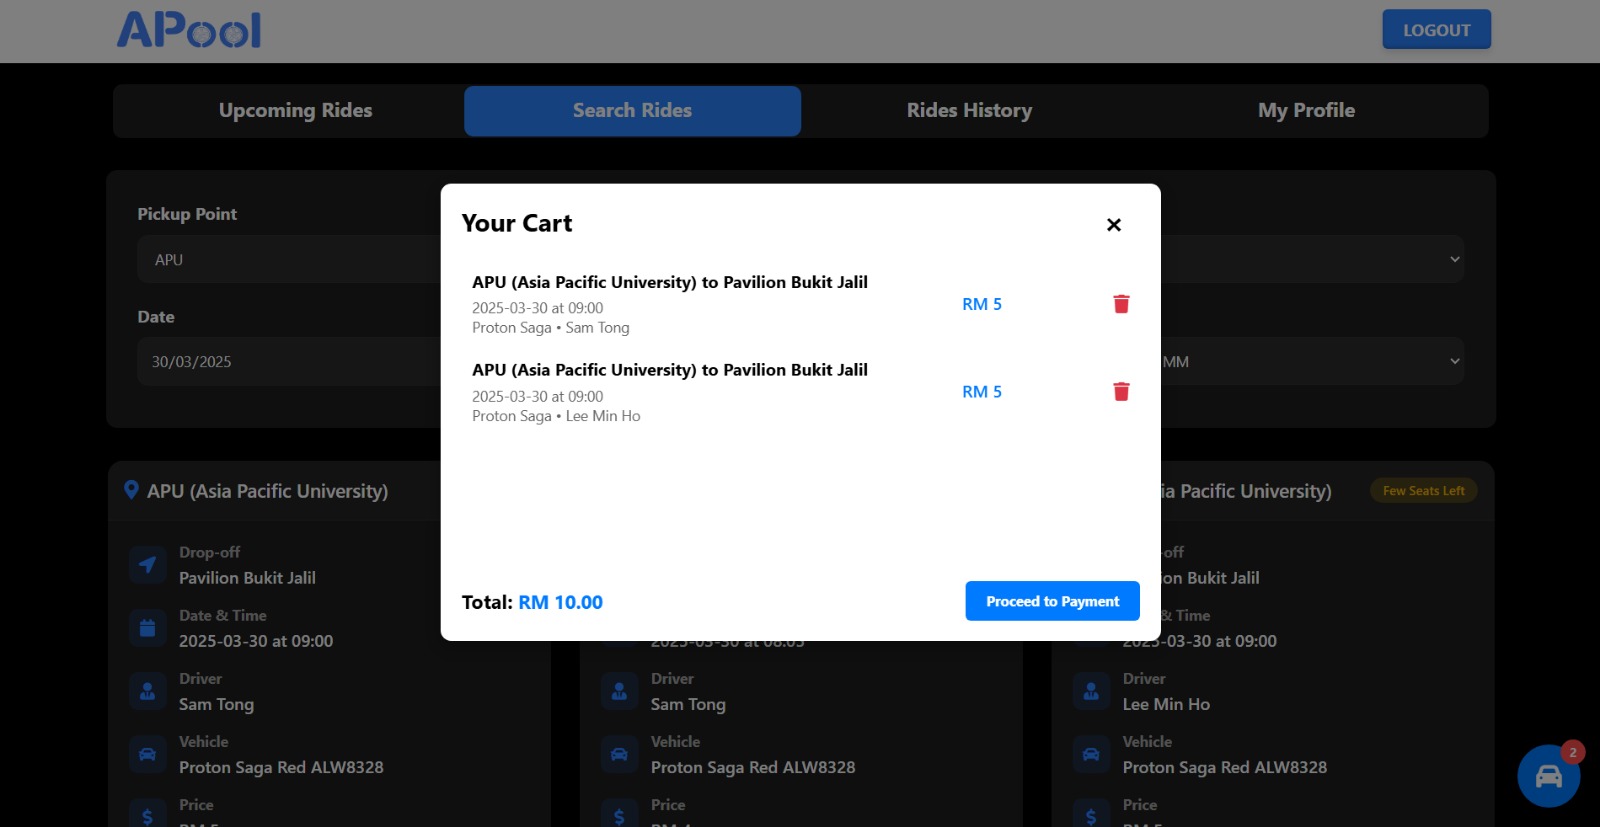 APool
LOGOUT
Upcoming Rides
Search Rides
Rides History
My Profile
Pickup Point
APU
Date
30/03/2025
MM
Your Cart
×
APU (Asia Pacific University) to Pavilion Bukit Jalil
2025-03-30 at 09:00
Proton Saga • Sam Tong
RM 5
APU (Asia Pacific University) to Pavilion Bukit Jalil
2025-03-30 at 09:00
Proton Saga • Lee Min Ho
RM 5
Total: RM 10.00
Proceed to Payment
APU (Asia Pacific University)
Drop-off
Pavilion Bukit Jalil
Date & Time
2025-03-30 at 09:00
Driver
Sam Tong
Vehicle
Proton Saga Red ALW8328
Price
Driver
Sam Tong
Vehicle
Proton Saga Red ALW8328
Price
ia Pacific University)
Few Seats Left
-off
ion Bukit Jalil
& Time
2025-03-30 at 09:00
Driver
Lee Min Ho
Vehicle
Proton Saga Red ALW8328
Price
2